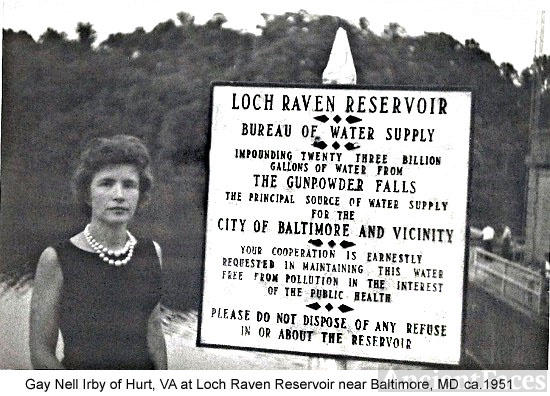 LOCH RAVEN RESERVOIR
BUREAU OF WATER SUPPLY
IMPOUNDING TWENTY THREE BILLION
GALLONS OF WATER FROM
THE GUNPOWDER FALLS
THE PRINCIPAL SOURCE OF WATER SUPPLY
FOR THE
CITY OF BALTIMORE AND VICINITY
YOUR COOPERATION IS EARNESTLY
REQUESTED IN MAINTAINING THIS WATER
FREE FROM POLLUTION IN THE INTEREST
OF THE PUBLIC HEALTH
PLEASE DO NOT DISPOSE OF ANY REFUSE
IN OR ABOUT THE RESERVOIR
AncientFaces
Gay Nell Irby of Hurt, VA at Loch Raven Reservoir near Baltimore, MD ca.1951